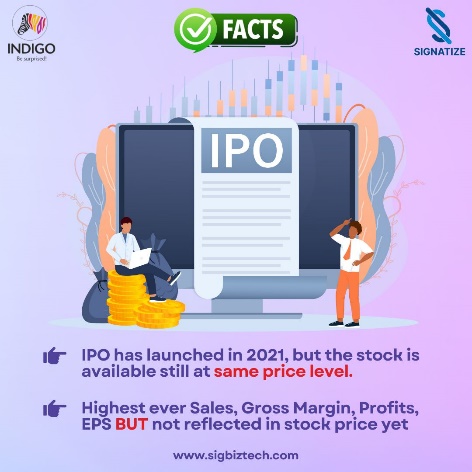 INDIGO
Be surprised!
FACTS
SIGNATIZE
IPO
IPO has launched in 2021, but the stock is
available still at same price level.
Highest ever Sales, Gross Margin, Profits,
EPS BUT not reflected in stock price yet
www.sigbiztech.com